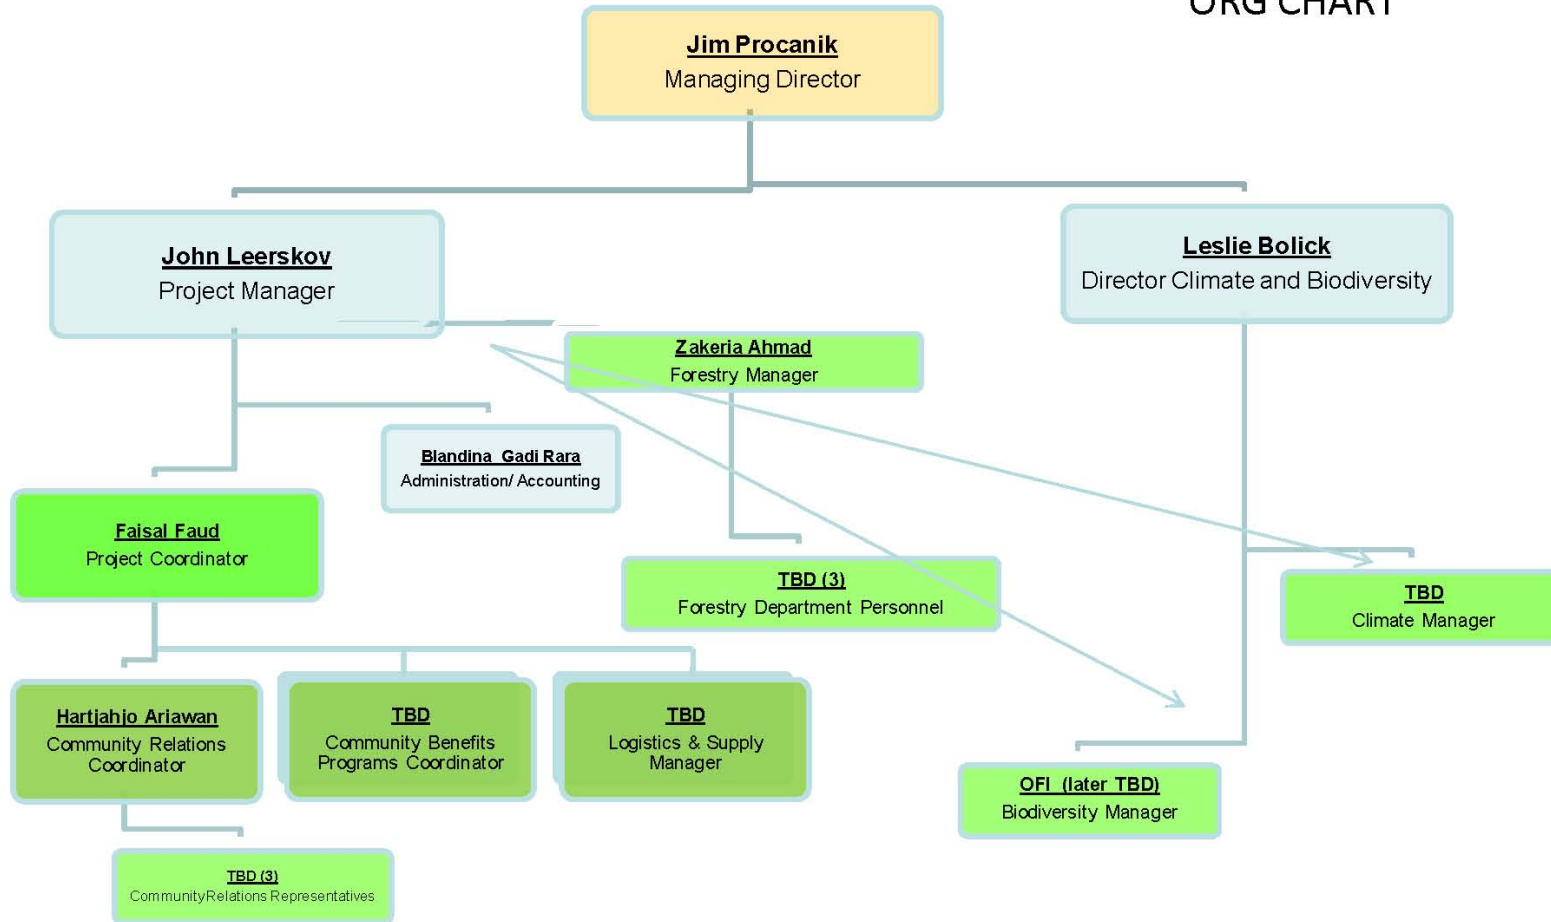 ORG CHART
Jim Procanik
Managing Director
John Leerskov
Project Manager
Leslie Bolick
Director Climate and Biodiversity
Zakeria Ahmad
Forestry Manager
Blandina Gadi Rara
Administration/ Accounting
Faisal Faud
Project Coordinator
TBD (3)
Forestry Department Personnel
TBD
Climate Manager
Hartjahjo Ariawan
Community Relations
Coordinator
TBD
Community Benefits
Programs Coordinator
TBD
Logistics & Supply
Manager
OFI (later TBD)
Biodiversity Manager
TBD (3)
CommunityRelations Representatives